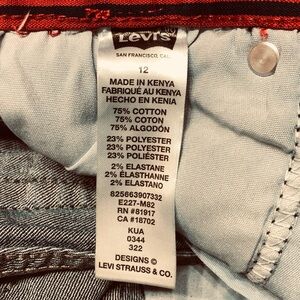 Levi's
SAN FRANCISCO, CAL.
12
MADE IN KENYA
FABRIQUÉ AU KENYA
HECHO EN KENIA
75% COTTON
75% COTON
75% ALGODÓN
23% POLYESTER
23% POLYESTER
23% POLIÉSTER
2% ELASTANE
2% ÉLASTHANNE
2% ELASTANO
825663907332
E227-M82
RN #81917
CA #18702
KUA
0344
322
DESIGNS ©
LEVI STRAUSS & CO.